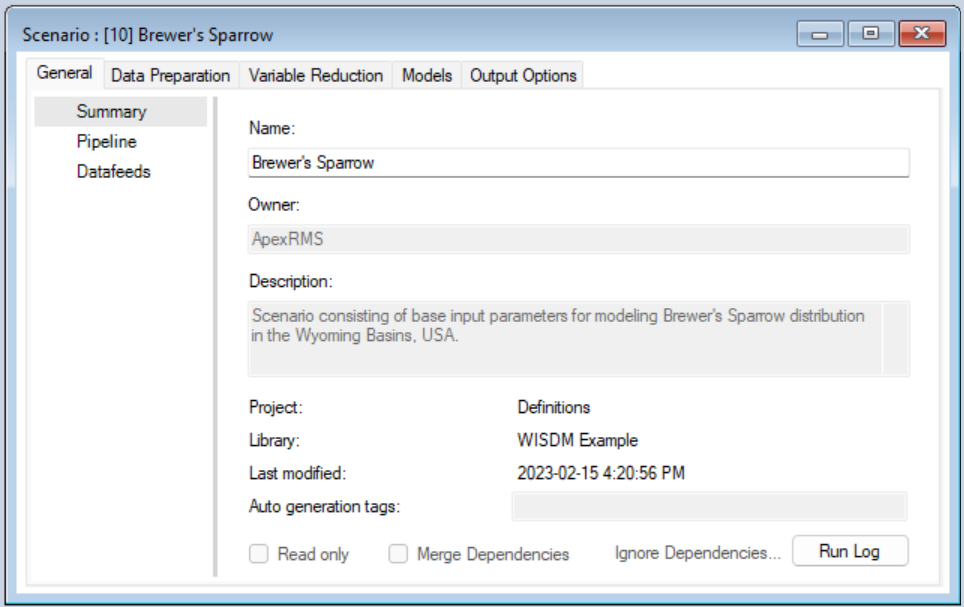 Scenario : [10] Brewer's Sparrow
General Data Preparation Variable Reduction Models Output Options
Summary
Pipeline
Datafeeds
Name:
Brewer's Sparrow
Owner:
ApexRMS
Description:
Scenario consisting of base input parameters for modeling Brewer's Sparrow distribution
in the Wyoming Basins, USA.
Project: Definitions
Library: WISDM Example
Last modified: 2023-02-15 4:20:56 PM
Auto generation tags:
Read only Merge Dependencies Ignore Dependencies... Run Log